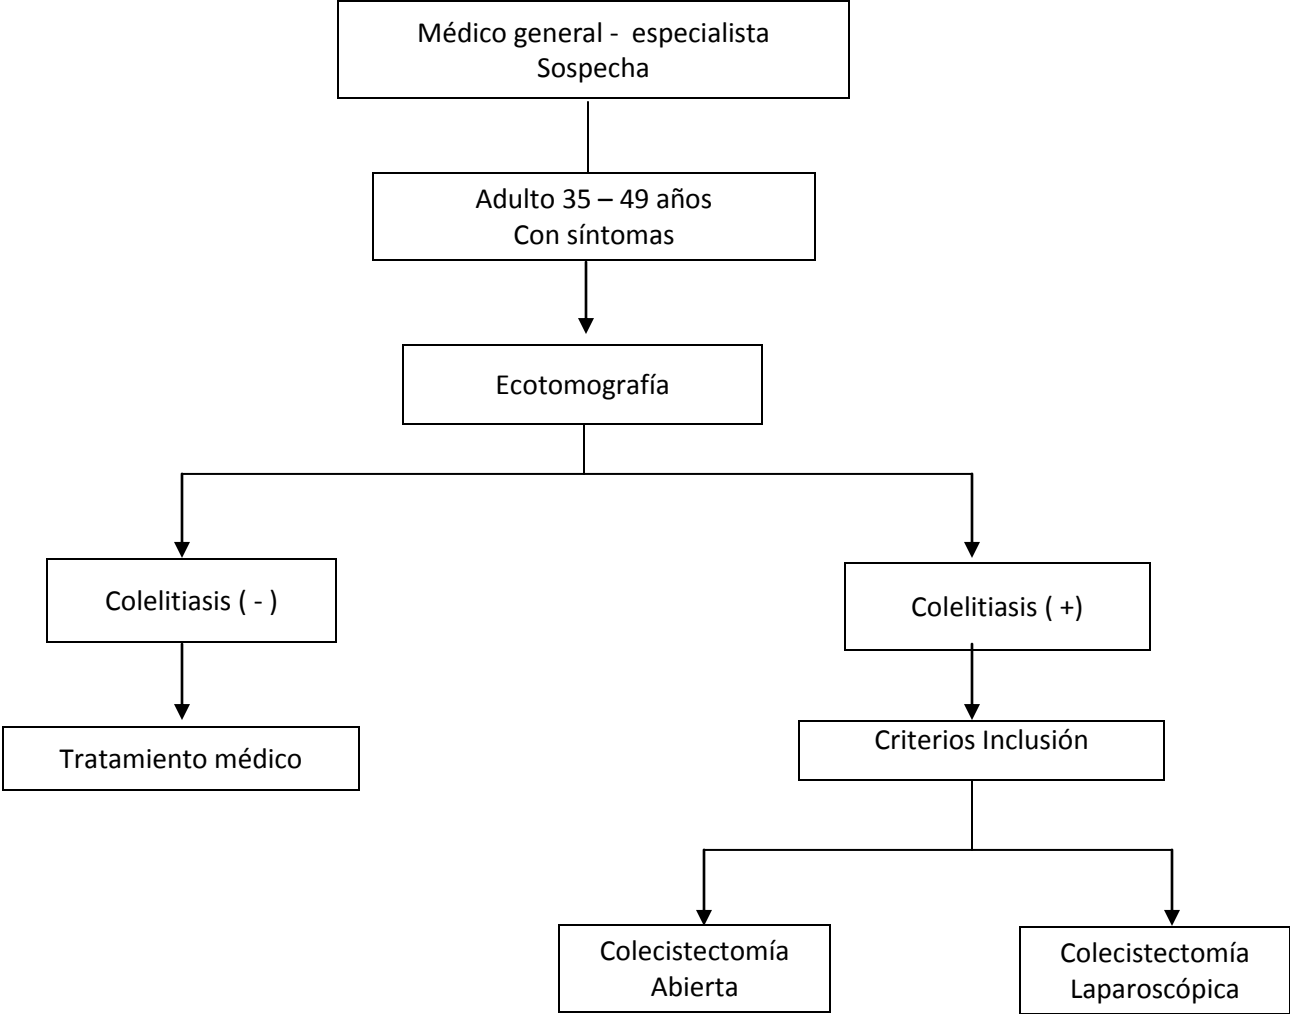 Médico general -  especialista
Sospecha
Adulto 35 – 49 años
Con síntomas
Ecotomografía
Colelitiasis ( - )
Colelitiasis ( +)
Tratamiento médico
Criterios Inclusión
Colecistectomía
Abierta
Colecistectomía
Laparoscópica